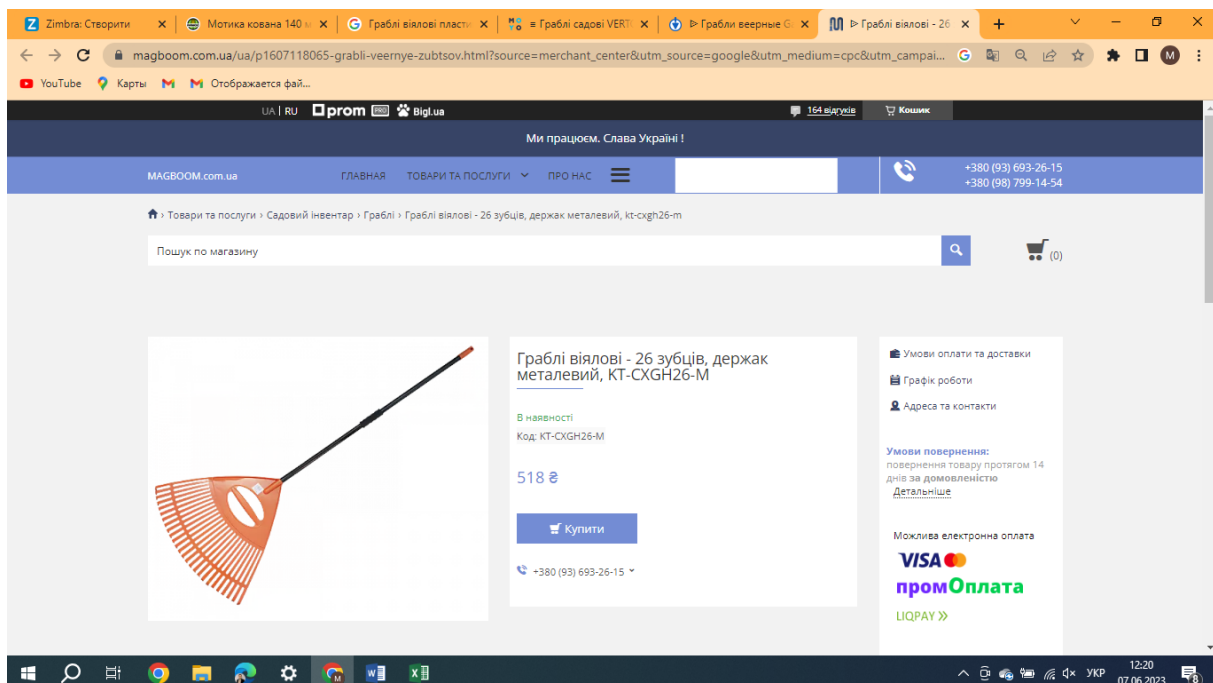 Zimbra: Створити
Мотика кована 140 м
Граблі віялові пласти
≡ Граблі садові VERT
ᐈ Грабли веерные G
ᐈ Граблі віялові - 26
magboom.com.ua/ua/p1607118065-grabli-veernye-zubtsov.html?source=merchant_center&utm_source=google&utm_medium=cpc&utm_campai...
M
YouTube
Карты
Отображается фай...
UA | RU
prom PRO
Bigl.ua
164 відгуків
Кошик
Ми працюєм. Слава Україні !
MAGBOOM.com.ua
ГЛАВНАЯ
ТОВАРИ ТА ПОСЛУГИ
ПРО НАС
+380 (93) 693-26-15
+380 (98) 799-14-54
› Товари та послуги › Садовий інвентар › Граблі › Граблі віялові - 26 зубців, держак металевий, kt-cxgh26-m
Пошук по магазину
(0)
Граблі віялові - 26 зубців, держак
металевий, KT-CXGH26-M
В наявності
Код: KT-CXGH26-M
518 ₴
Купити
+380 (93) 693-26-15
Умови оплати та доставки
Графік роботи
Адреса та контакти
Умови повернення:
повернення товару протягом 14
днів за домовленістю
Детальніше
Можлива електронна оплата
VISA
промОплата
LIQPAY
УКР
12:20
07.06.2023
8